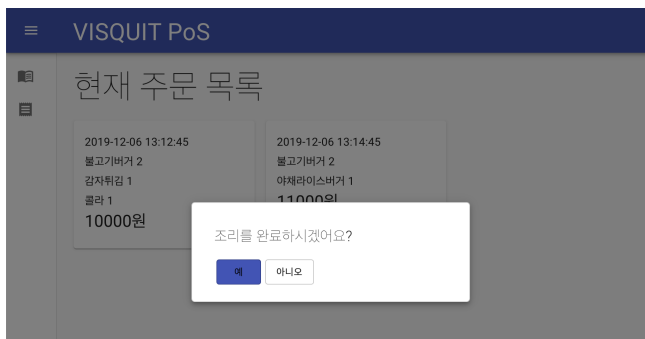 VISQUIT PoS
현재 주문 목록
2019-12-06 13:12:45
불고기버거 2
감자튀김 1
콜라 1
10000원
2019-12-06 13:14:45
불고기버거 2
야채라이스버거 1
11000원
조리를 완료하시겠어요?
예
아니오